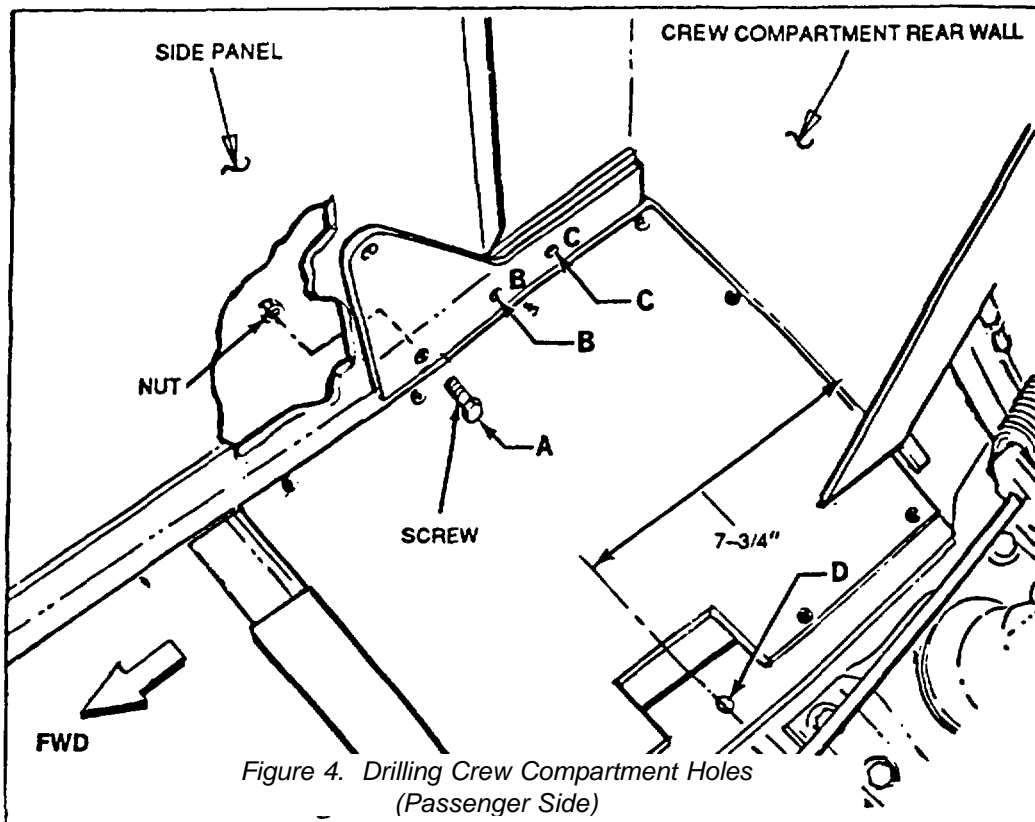 SIDE PANEL
CREW COMPARTMENT REAR WALL
C
B
C
B
NUT
A
SCREW
7-3/4"
D
FWD
Figure 4. Drilling Crew Compartment Holes
(Passenger Side)